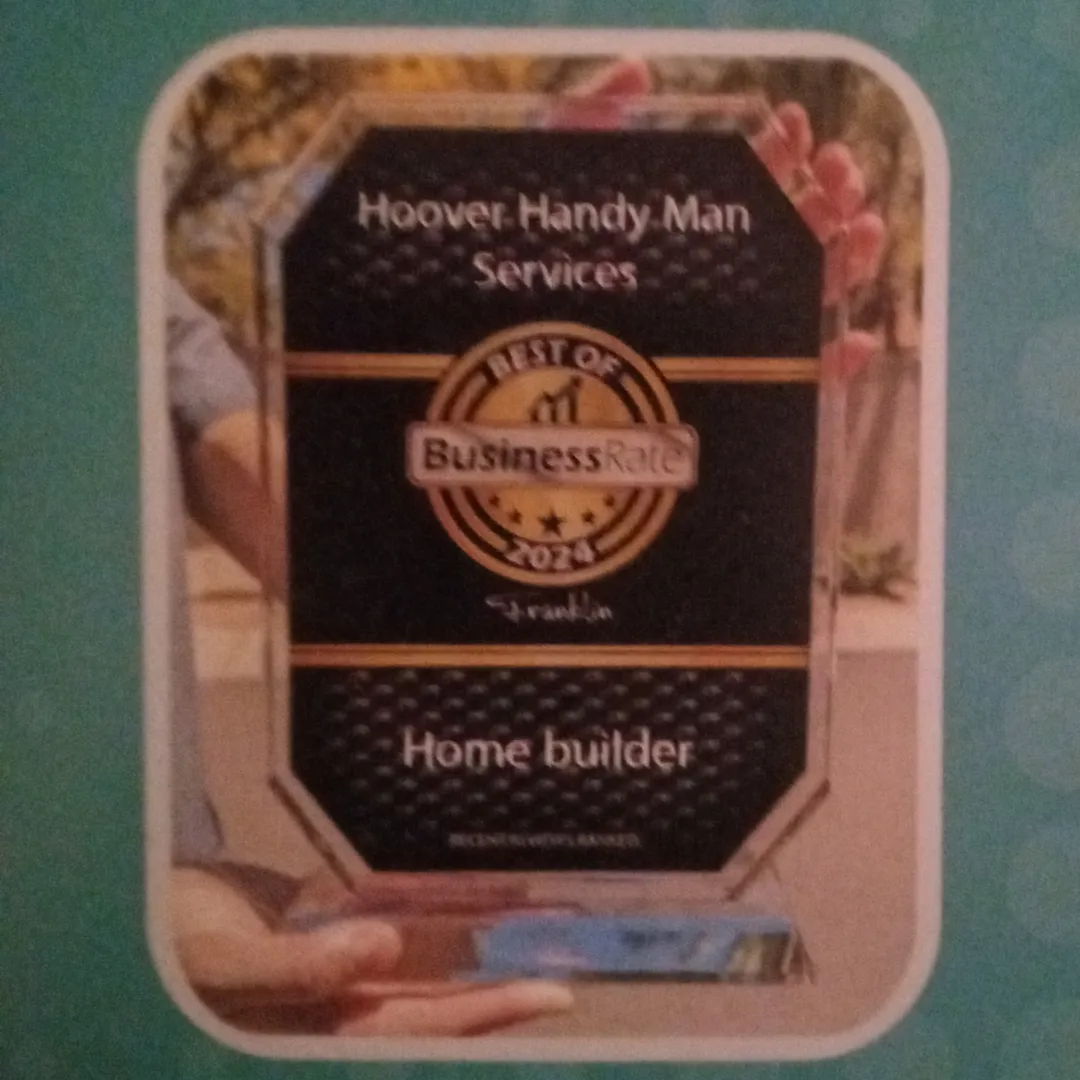 Hoover Handy Man
Services
BEST OF
BusinessRate
2024
Franklin
Home builder